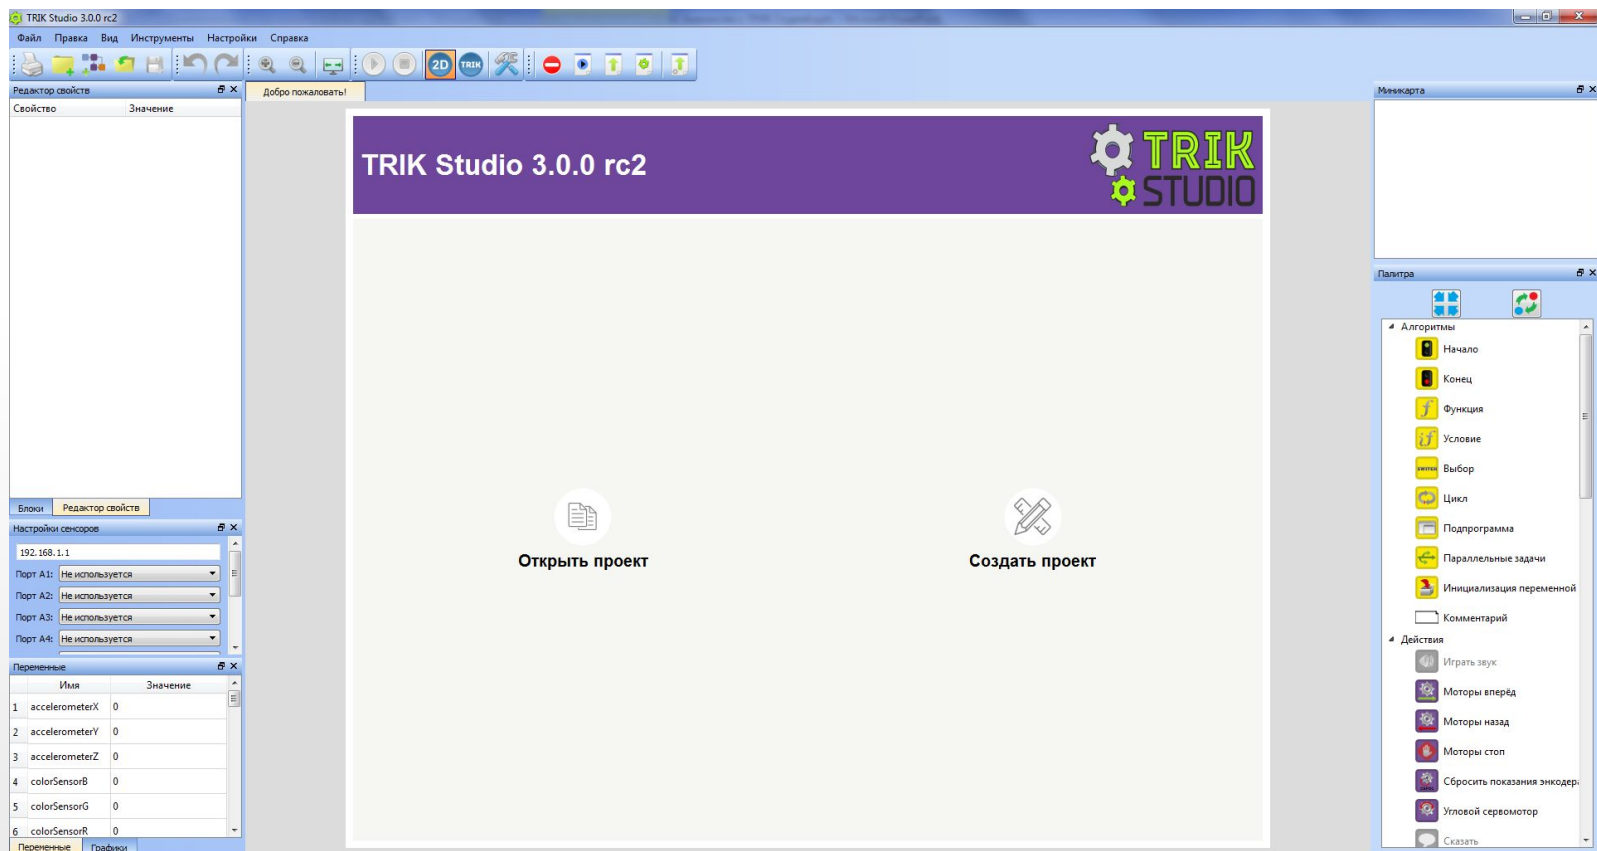 TRIK Studio 3.0.0 rc2
Файл Правка Вид Инструменты Настройки Справка
2D TRIK
Редактор свойств
Свойство Значение
Блоки Редактор свойств
Настройки сенсоров
192.168.1.1
Порт A1: Не используется
Порт A2: Не используется
Порт A3: Не используется
Порт A4: Не используется
Переменные
Имя Значение
1 accelerometerX 0
2 accelerometerY 0
3 accelerometerZ 0
4 colorSensorB 0
5 colorSensorG 0
6 colorSensorR 0
Переменные Графики
Добро пожаловать!
TRIK Studio 3.0.0 rc2
TRIK
STUDIO
Открыть проект
Создать проект
Миникарта
Палитра
Алгоритмы
Начало
Конец
f Функция
if Условие
SWITCH Выбор
Цикл
Подпрограмма
Параллельные задачи
Инициализация переменной
Комментарий
Действия
Играть звук
Моторы вперёд
Моторы назад
Моторы стоп
Сбросить показания энкодера
Угловой сервомотор
Сказать